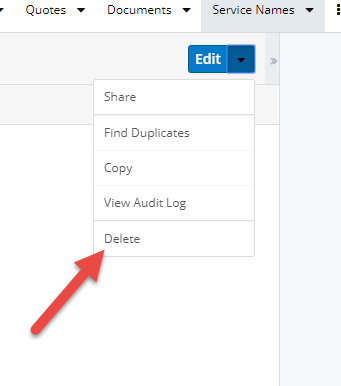 Quotes Documents Service Names
Edit
Share
Find Duplicates
Copy
View Audit Log
Delete